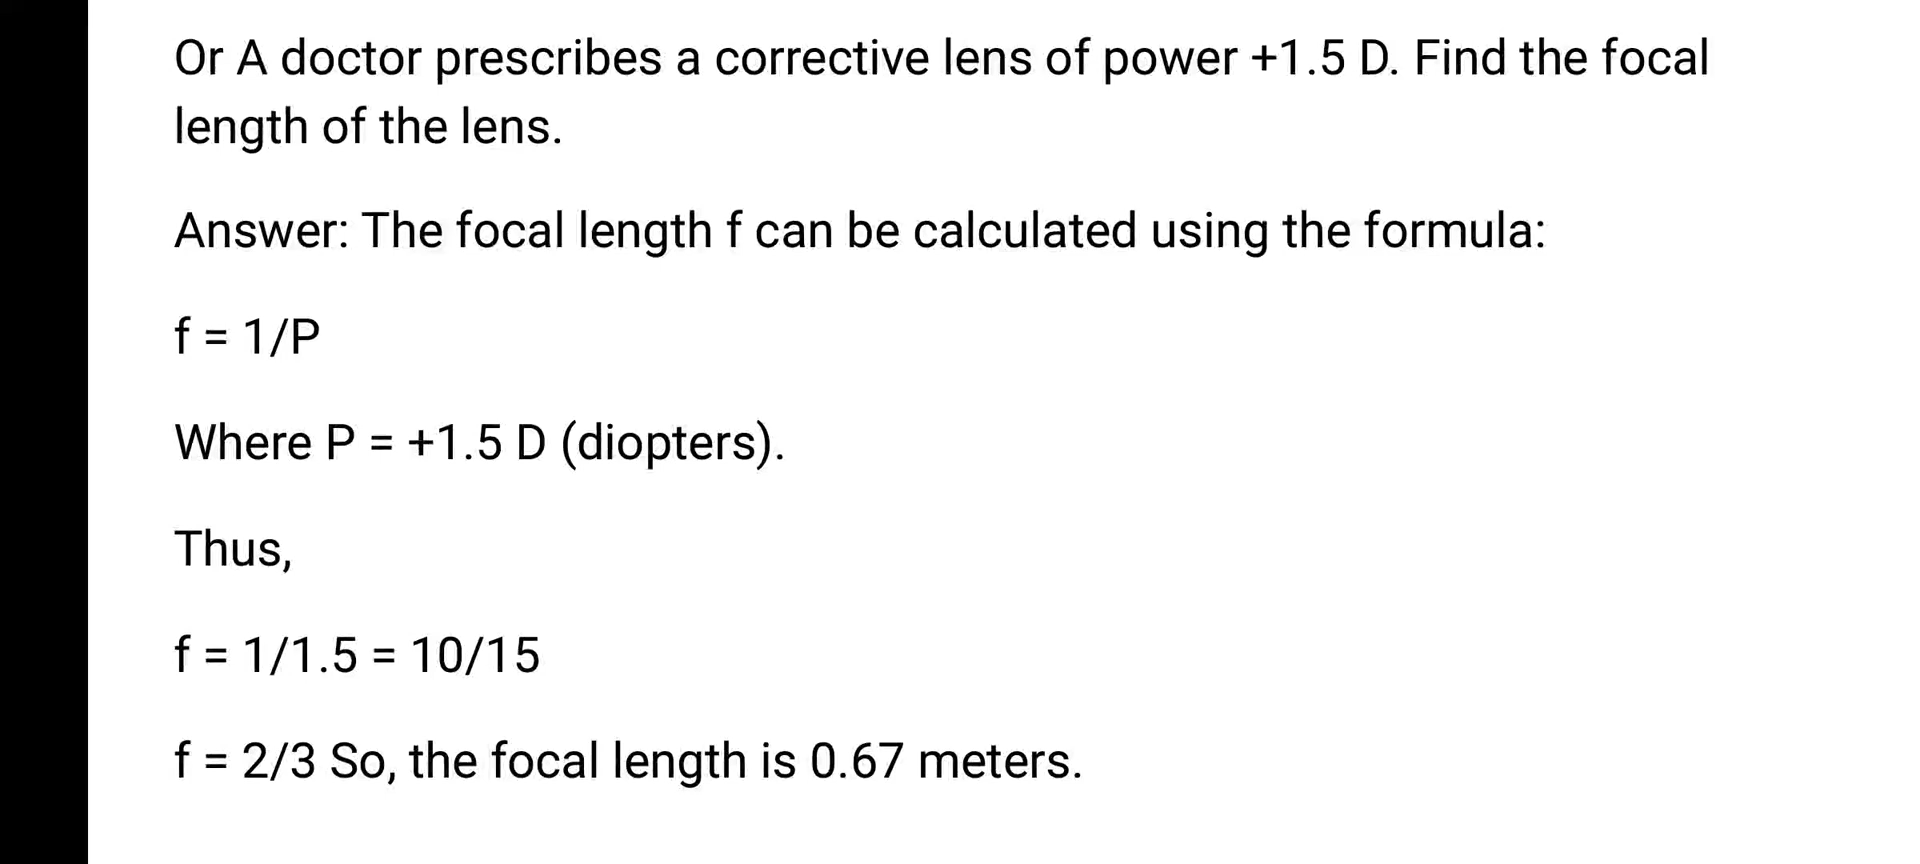 Or A doctor prescribes a corrective lens of power +1.5 D. Find the focal
length of the lens.
Answer: The focal length f can be calculated using the formula:
f = 1/P
Where P = +1.5 D (diopters).
Thus,
f = 1/1.5 = 10/15
f = 2/3 So, the focal length is 0.67 meters.